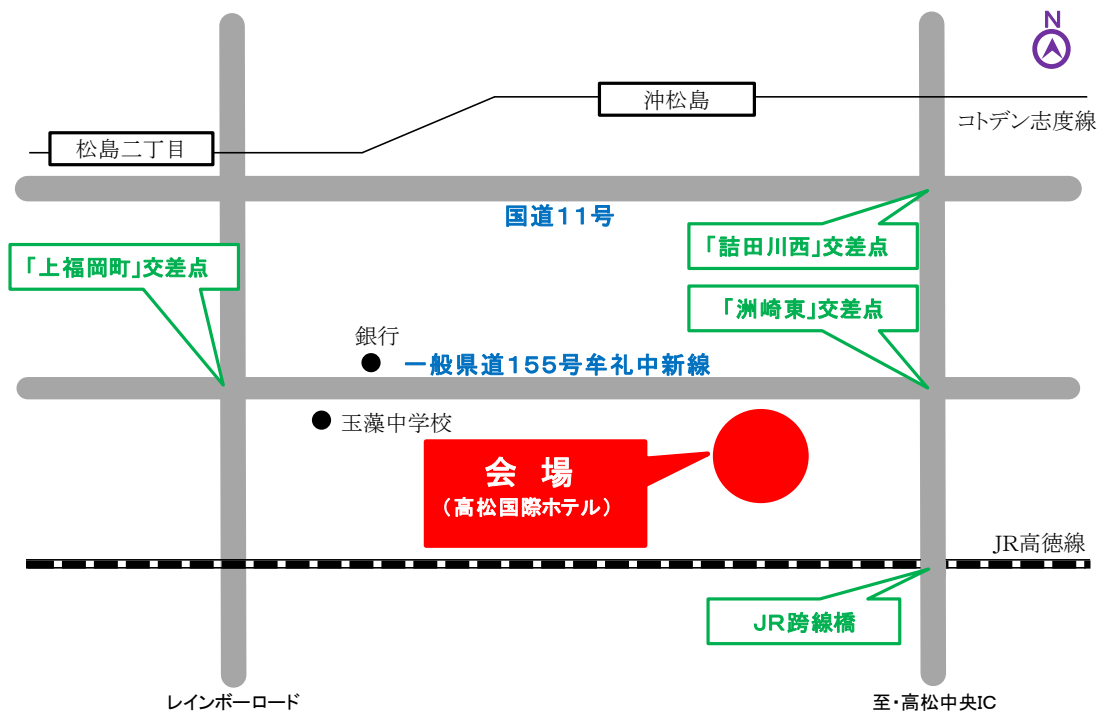 N
沖松島
コトデン志度線
松島二丁目
国道11号
「詰田川西」交差点
「上福岡町」交差点
「洲崎東」交差点
銀行
一般県道155号牟礼中新線
玉藻中学校
会 場
(高松国際ホテル)
JR高徳線
JR跨線橋
レインボーロード
至・高松中央IC